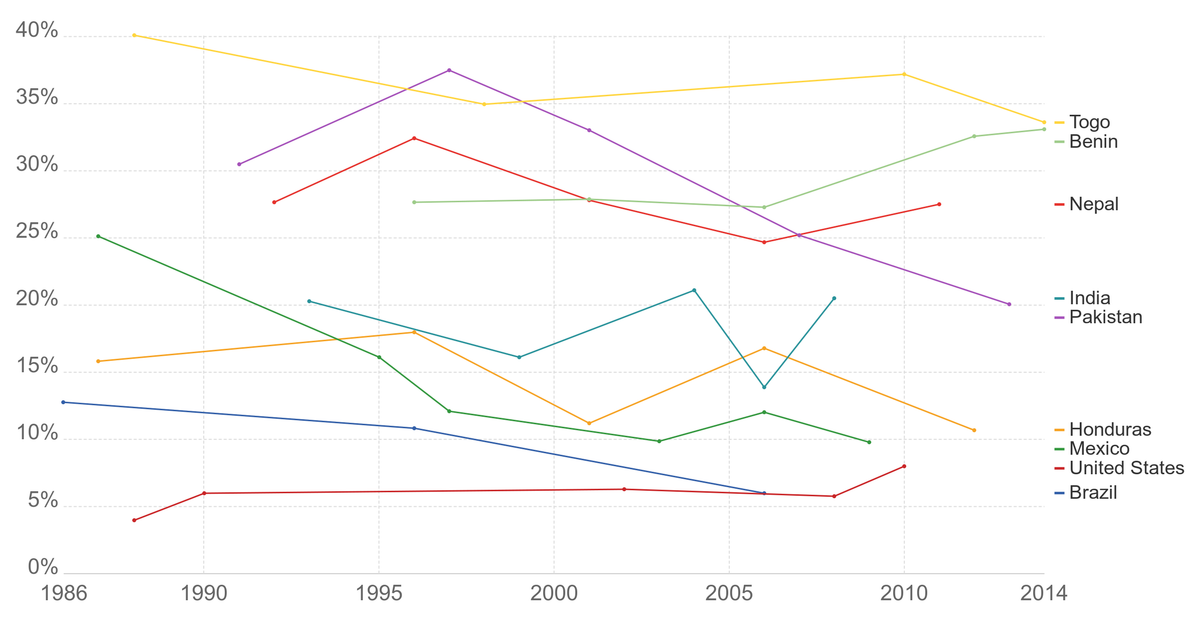 40%
35%
30%
25%
20%
15%
10%
5%
0%
1986 1990 1995 2000 2005 2010 2014
Togo
Benin
Nepal
India
Pakistan
Honduras
Mexico
United States
Brazil